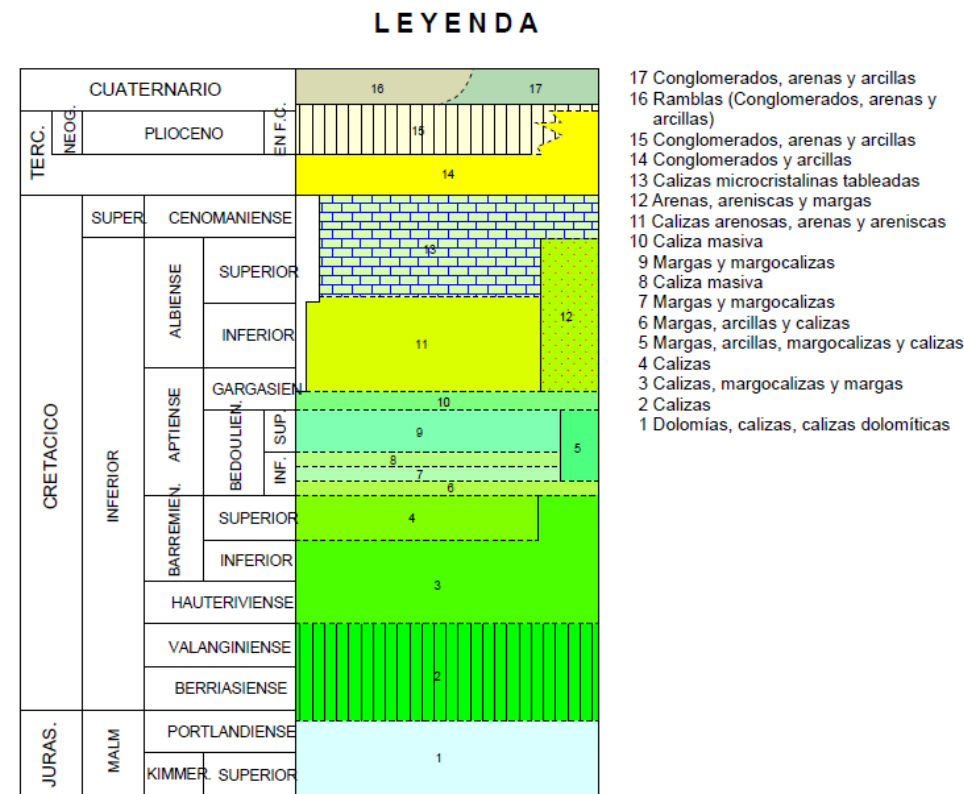 LEYENDA
CUATERNARIO
16
17
TERC.
NEOG.
PLIOCENO
EN F.C.
15
14
CRETACICO
SUPER.
CENOMANIENSE
13
INFERIOR
ALBIENSE
SUPERIOR
12
INFERIOR
11
APTIENSE
GARGASIEN
10
BEDOULIEN.
SUP.
9
5
INF.
8
7
6
BARREMIEN.
SUPERIOR
4
INFERIOR
3
HAUTERIVIENSE
VALANGINIENSE
2
BERRIASIENSE
JURAS.
MALM
PORTLANDIENSE
1
KIMMER.
SUPERIOR
17 Conglomerados, arenas y arcillas
16 Ramblas (Conglomerados, arenas y
arcillas)
15 Conglomerados, arenas y arcillas
14 Conglomerados y arcillas
13 Calizas microcristalinas tableadas
12 Arenas, areniscas y margas
11 Calizas arenosas, arenas y areniscas
10 Caliza masiva
9 Margas y margocalizas
8 Caliza masiva
7 Margas y margocalizas
6 Margas, arcillas y calizas
5 Margas, arcillas, margocalizas y calizas
4 Calizas
3 Calizas, margocalizas y margas
2 Calizas
1 Dolomías, calizas, calizas dolomíticas